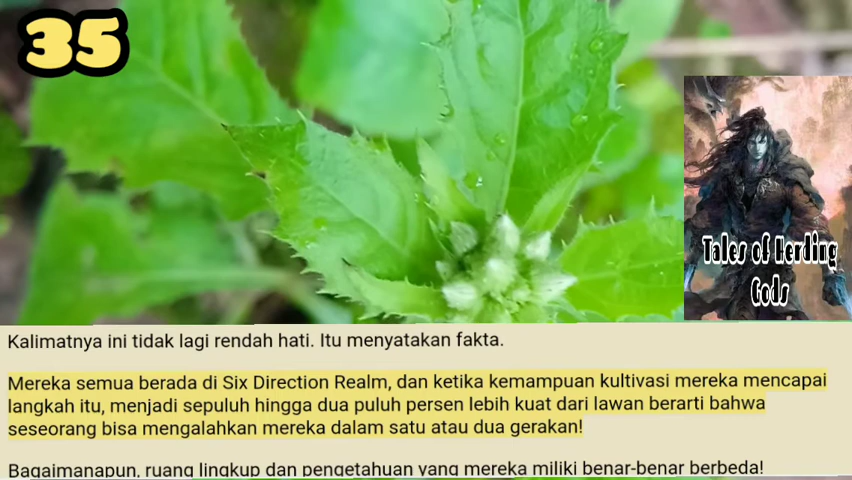 35
Tales of Herding
Gods
Kalimatnya ini tidak lagi rendah hati. Itu menyatakan fakta.
Mereka semua berada di Six Direction Realm, dan ketika kemampuan kultivasi mereka mencapai
langkah itu, menjadi sepuluh hingga dua puluh persen lebih kuat dari lawan berarti bahwa
seseorang bisa mengalahkan mereka dalam satu atau dua gerakan!
Bagaimanapun, ruang lingkup dan pengetahuan yang mereka miliki benar-benar berbeda!